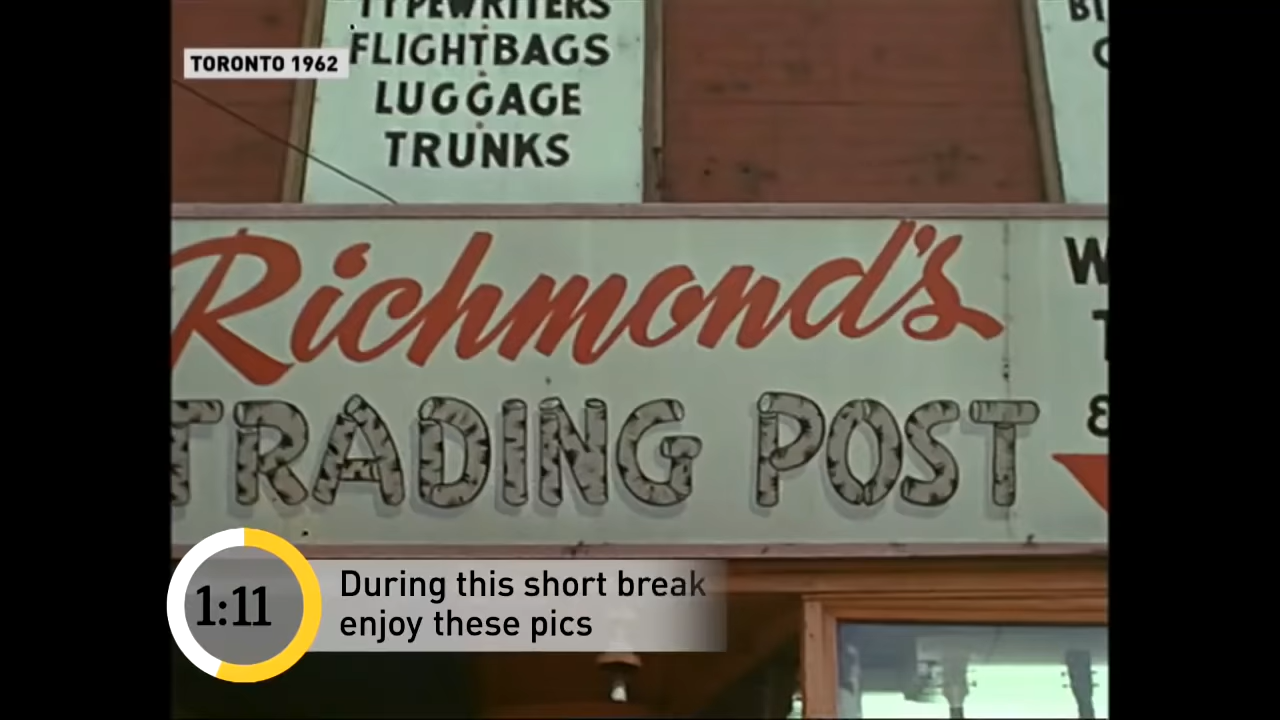 TYPEWRITERS
TORONTO 1962
FLIGHTBAGS
LUGGAGE
TRUNKS
Richmond's
TRADING POST
&
1:11
During this short break
enjoy these pics